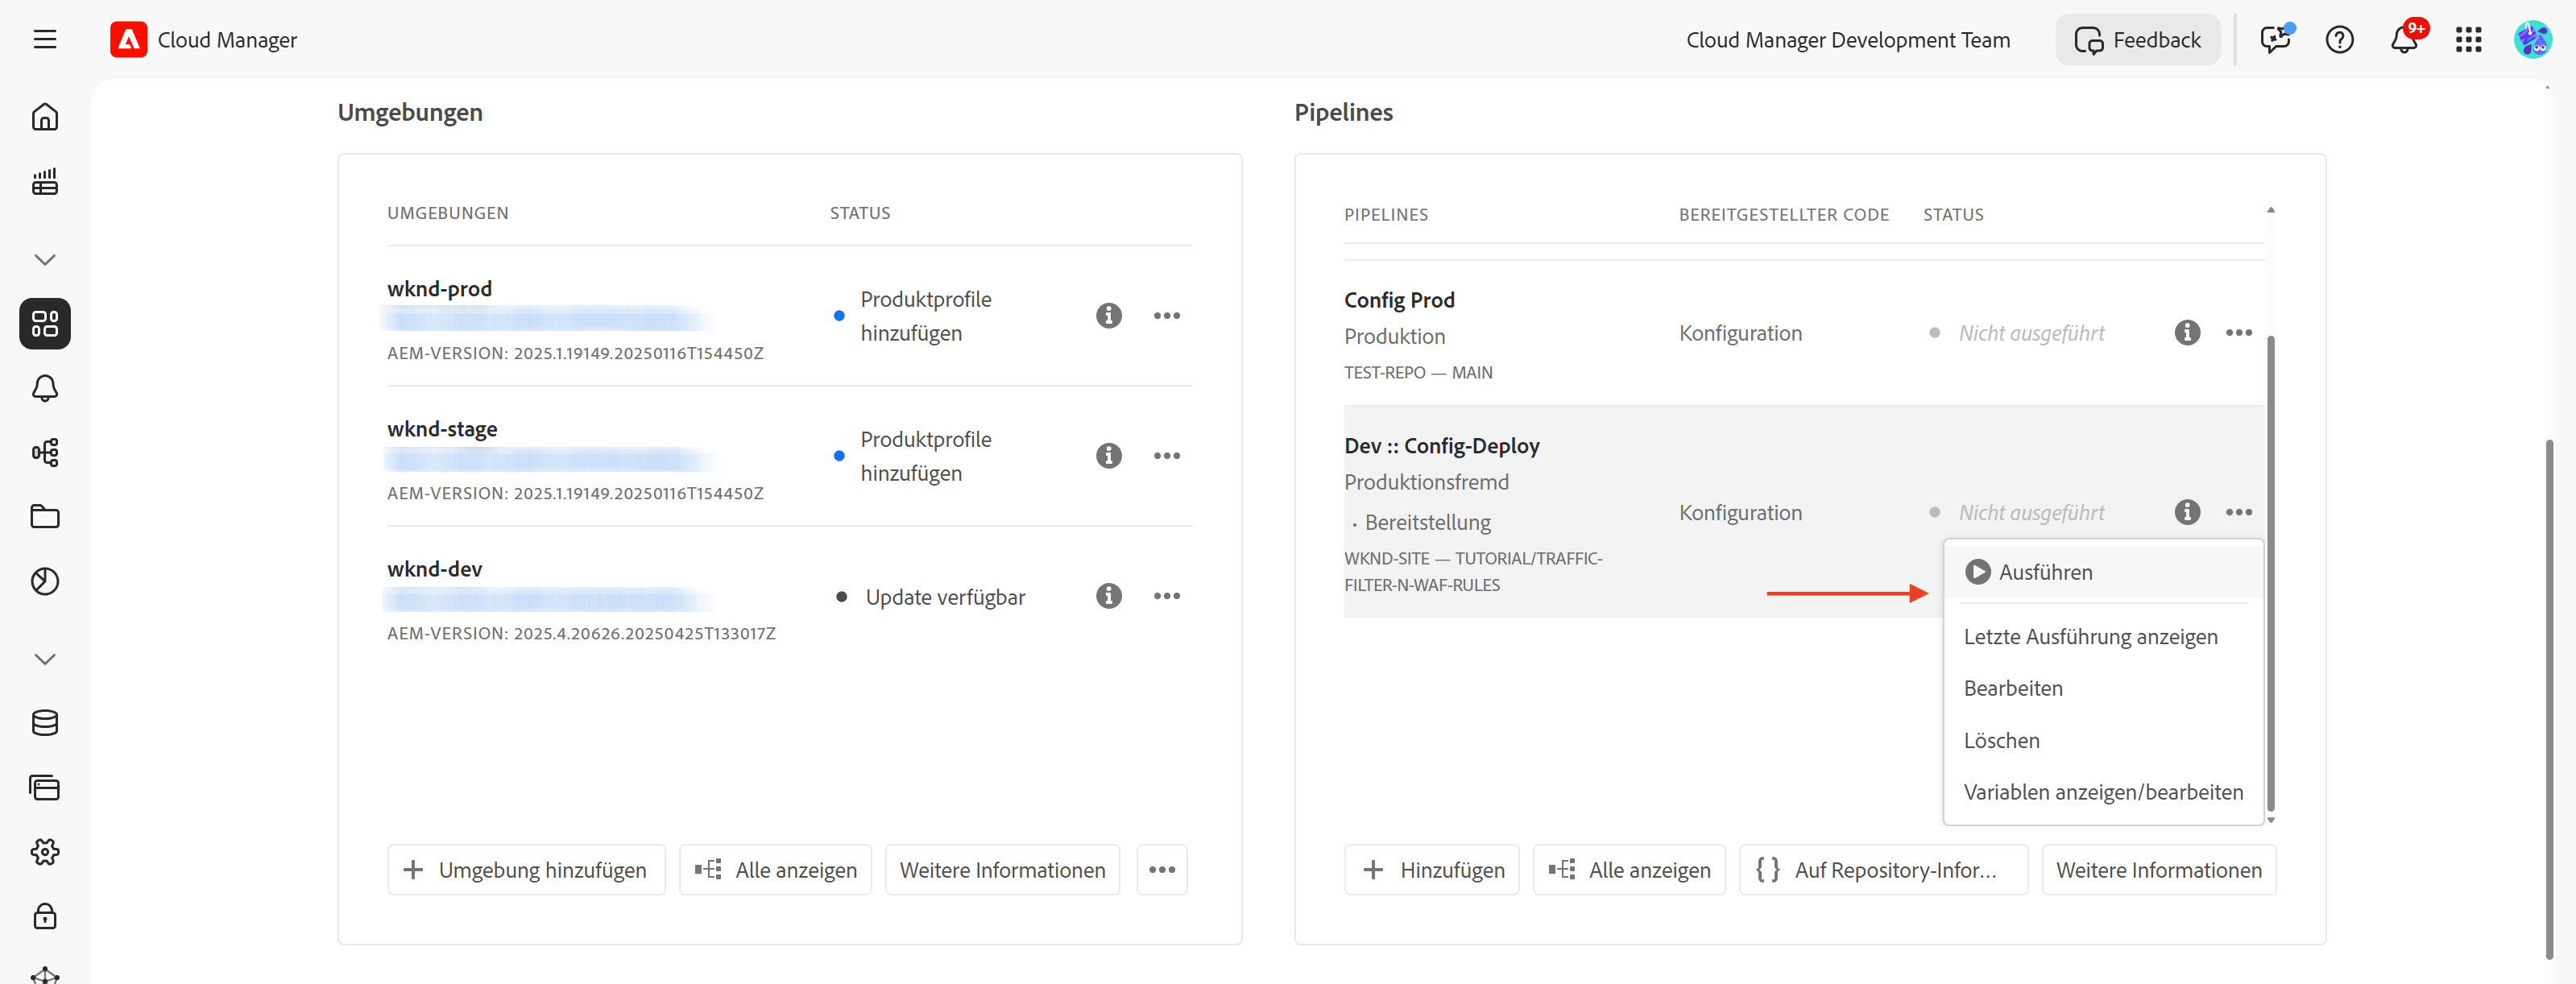 Cloud Manager
Cloud Manager Development Team
Feedback
9+
Umgebungen
UMGEBUNGEN
STATUS
wknd-prod
Produktprofile
hinzufügen
AEM-VERSION: 2025.1.19149.20250116T154450Z
wknd-stage
Produktprofile
hinzufügen
AEM-VERSION: 2025.1.19149.20250116T154450Z
wknd-dev
Update verfügbar
AEM-VERSION: 2025.4.20626.20250425T133017Z
Umgebung hinzufügen
Alle anzeigen
Weitere Informationen
Pipelines
PIPELINES
BEREITGESTELLTER CODE
STATUS
Config Prod
Produktion
TEST-REPO — MAIN
Konfiguration
Nicht ausgeführt
Dev :: Config-Deploy
Produktionsfremd
· Bereitstellung
WKND-SITE — TUTORIAL/TRAFFIC-
FILTER-N-WAF-RULES
Konfiguration
Nicht ausgeführt
Ausführen
Letzte Ausführung anzeigen
Bearbeiten
Löschen
Variablen anzeigen/bearbeiten
Hinzufügen
Alle anzeigen
Auf Repository-Infor...
Weitere Informationen